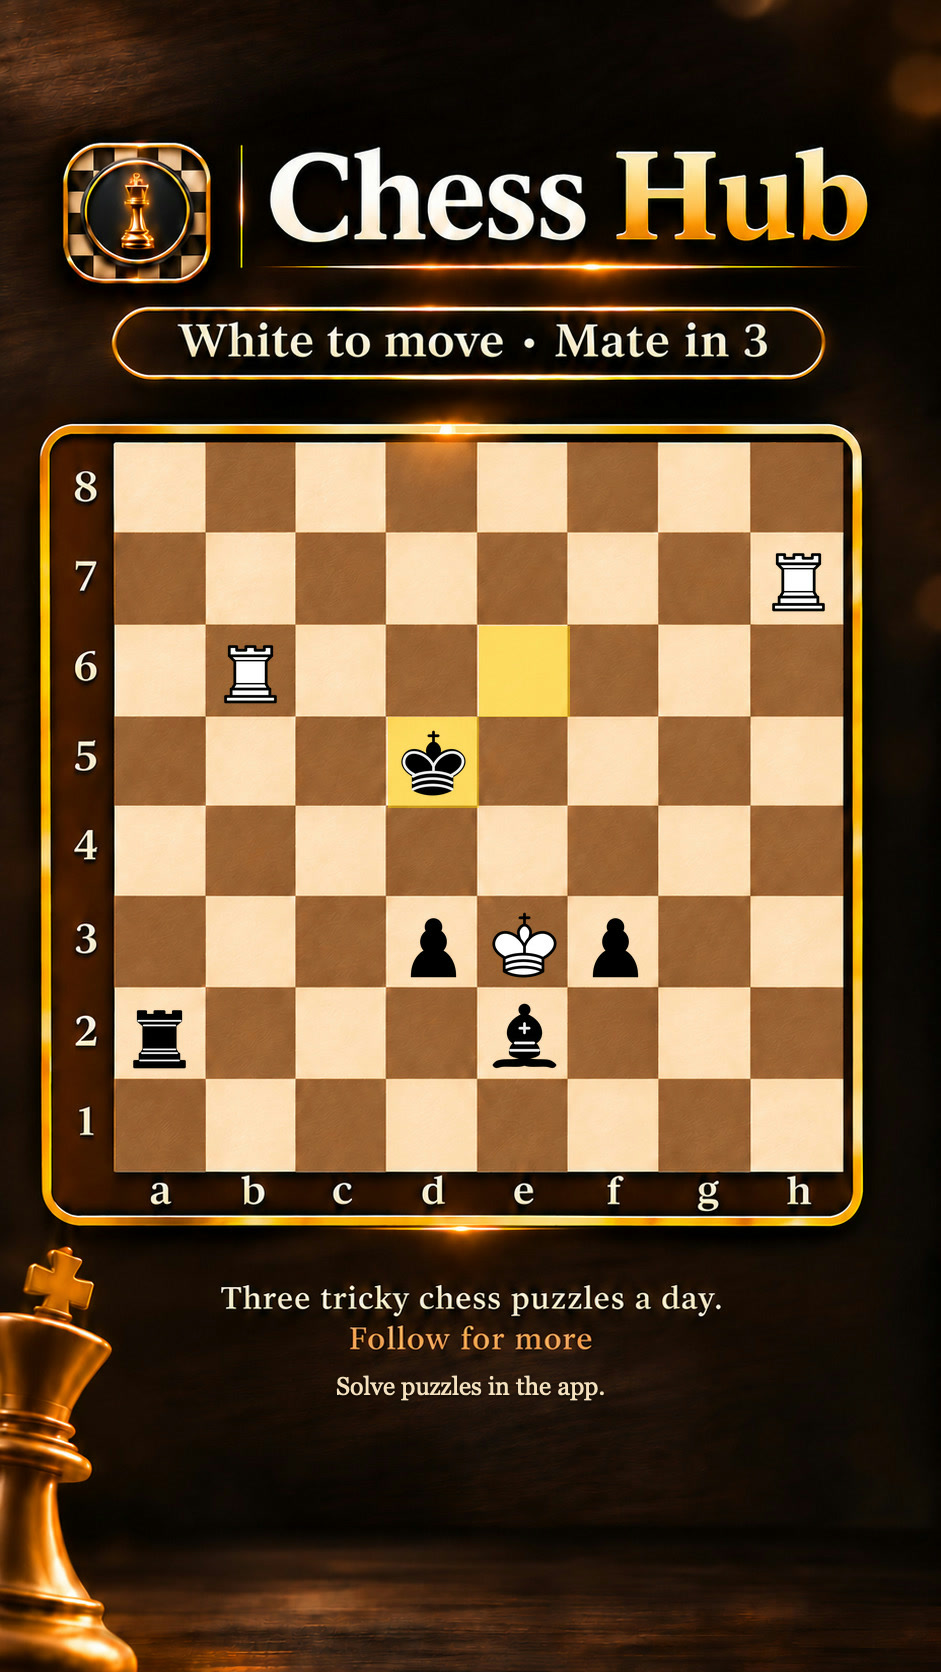 Chess Hub
White to move • Mate in 3
8
7
6
5
4
3
2
1
a b c d e f g h
Three tricky chess puzzles a day.
Follow for more
Solve puzzles in the app.